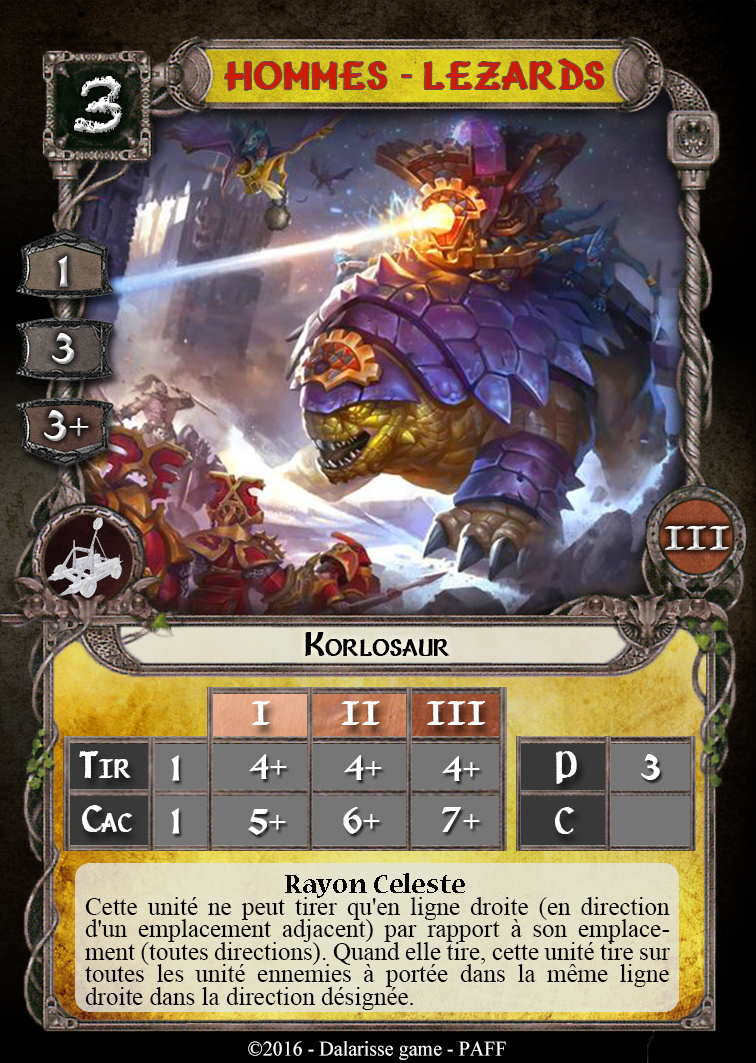 3
HOMMES - LEZARDS
1
3
3+
III
KORLOSAUR
I II III
TIR 1 4+ 4+ 4+ P 3
CAC 1 5+ 6+ 7+ C
Rayon Celeste
Cette unité ne peut tirer qu'en ligne droite (en direction
d'un emplacement adjacent) par rapport à son emplace-
ment (toutes directions). Quand elle tire, cette unité tire sur
toutes les unité ennemies à portée dans la même ligne
droite dans la direction désignée.
©2016 - Dalarisse game - PAFF